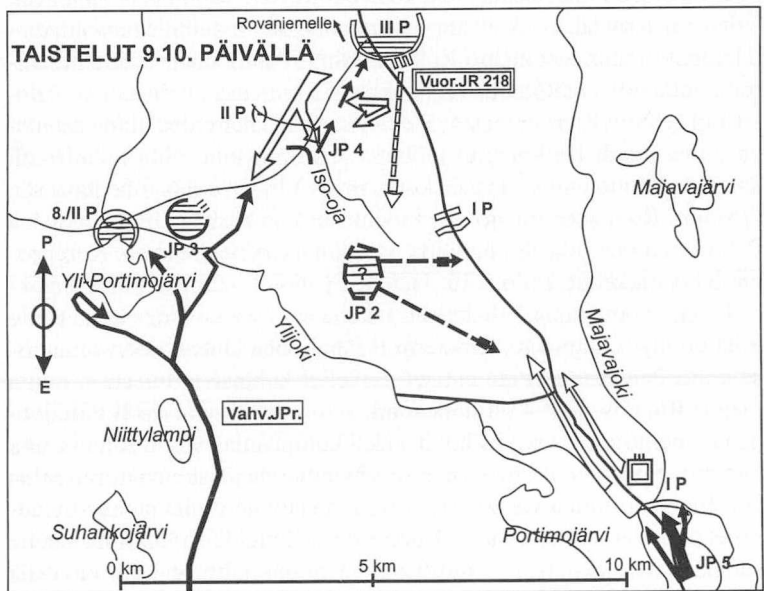 Rovaniemelle
III P
TAISTELUT 9.10. PÄIVÄLLÄ
Vuor.JR 218
II P (-)
JP 4
Iso-oja
Majavajärvi
8./II P
I P
JP 3
P
Yli-Portimojärvi
?
JP 2
Ylijoki
Majavajoki
E
Vahv.JPr.
Niittylampi
I P
Suhankojärvi
Portimojärvi
JP 5
0 km
5 km
10 km